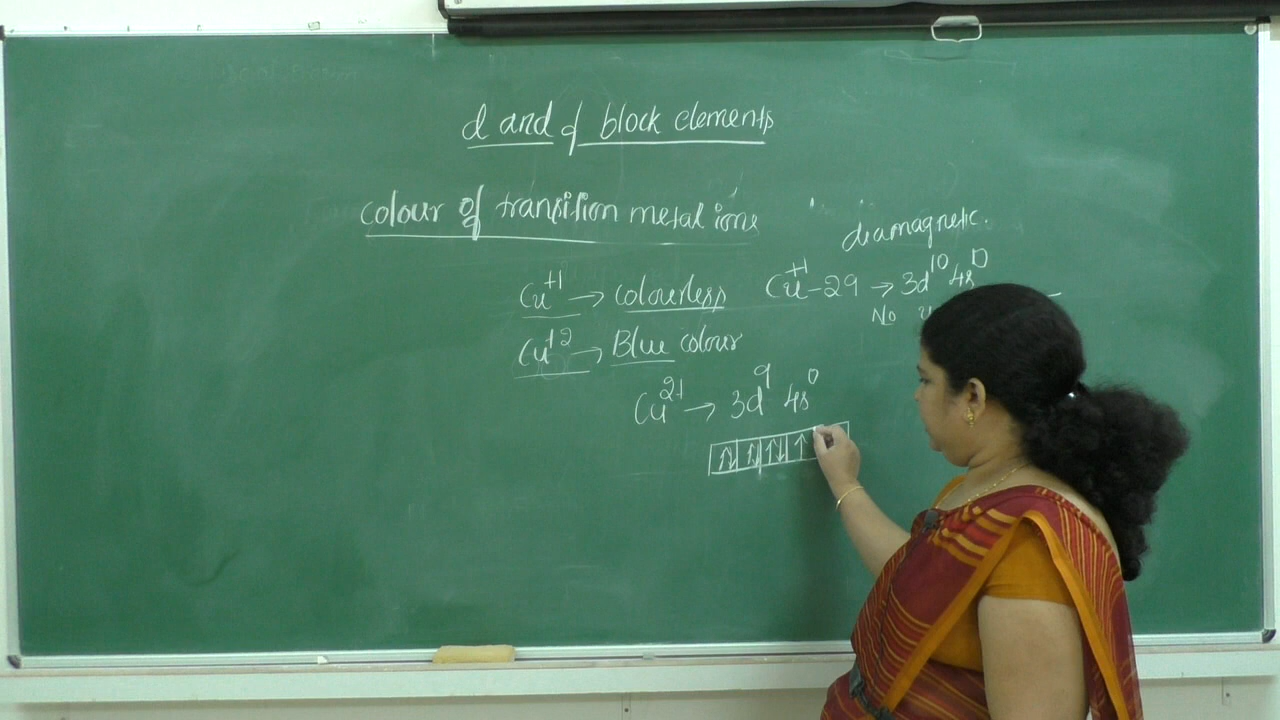 d and f block elements
colour of transition metal ions
diamagnetic.
Cu+1 → colourless
Cu+1 - 29 → 3d10 4s0
No
Cu+2 → Blue colour
Cu2+ → 3d9 4s0
↑↓ ↑↓ ↑↓ ↑